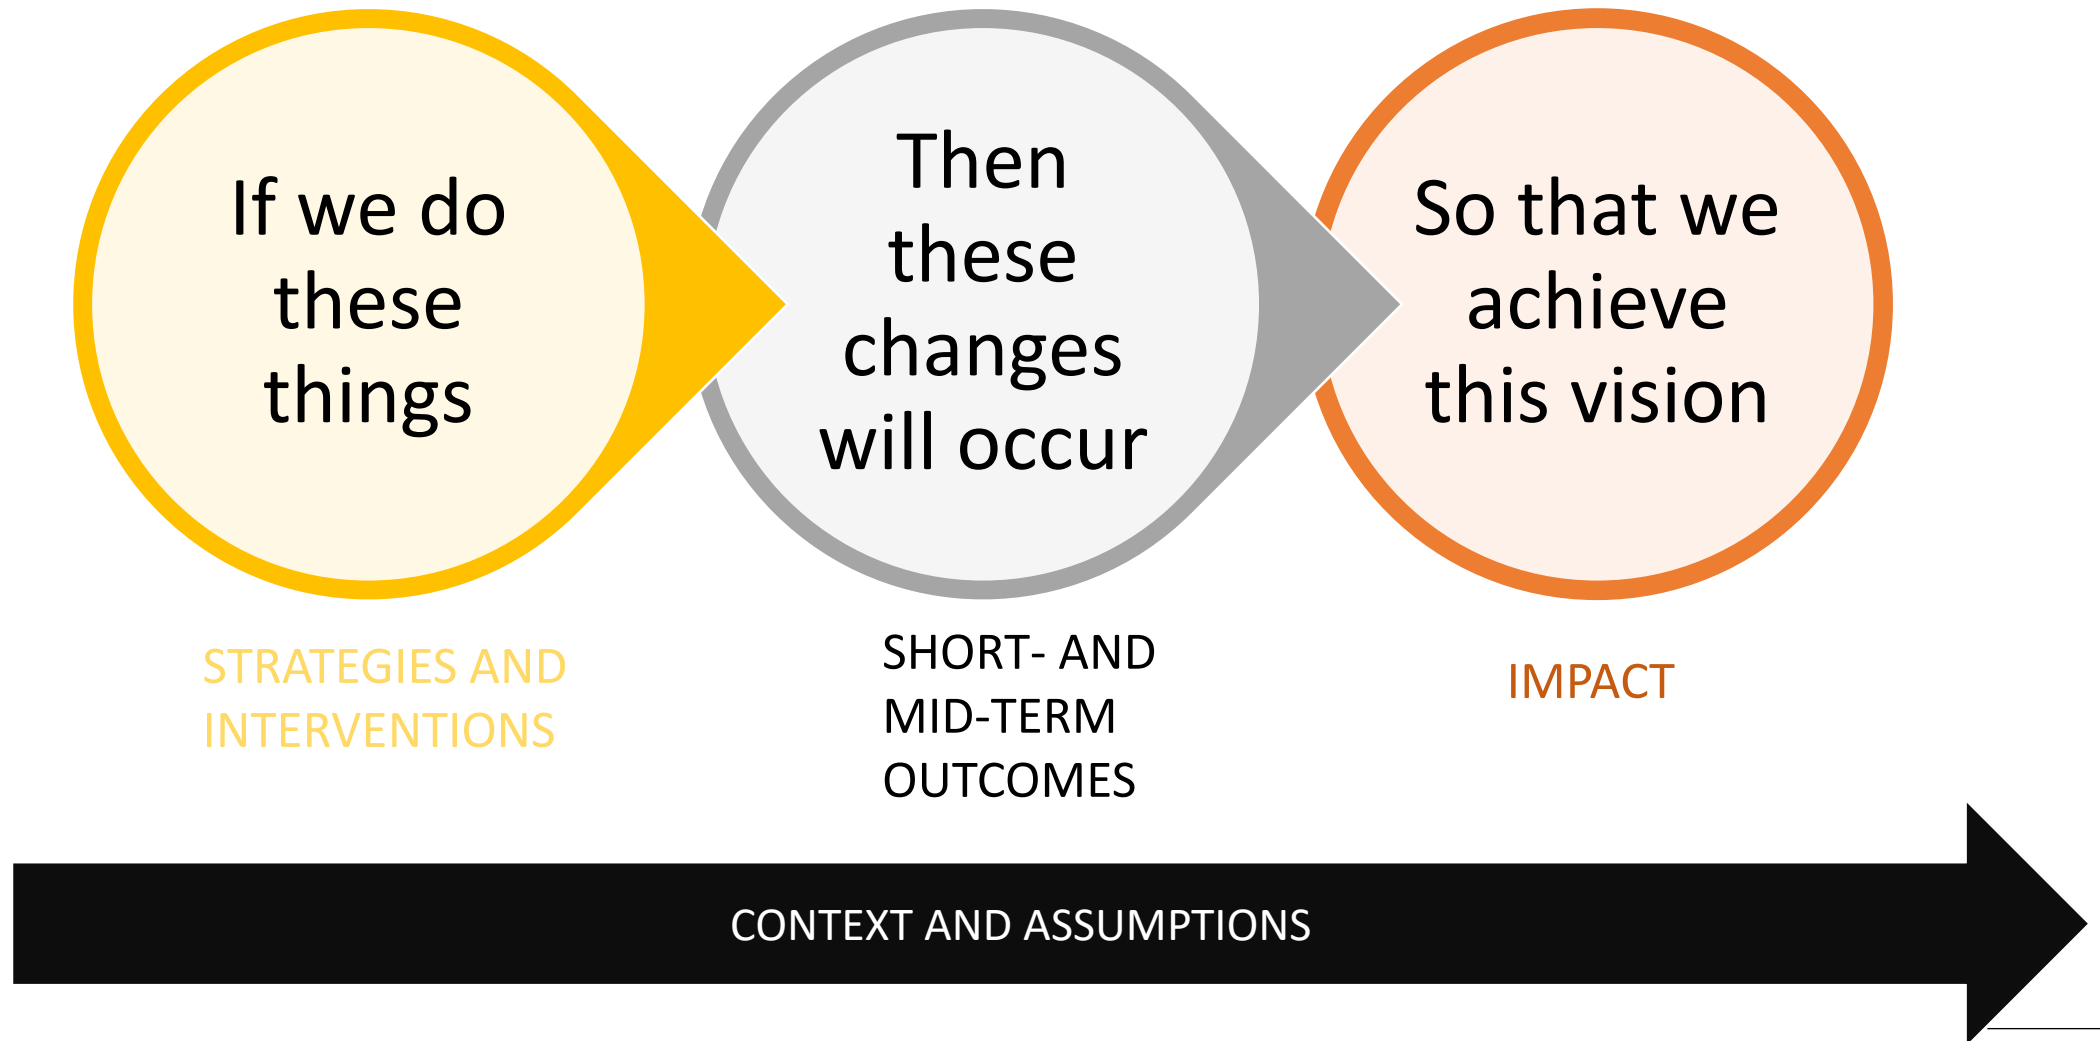 If we do
these
things
Then
these
changes
will occur
So that we
achieve
this vision
STRATEGIES AND
INTERVENTIONS
SHORT- AND
MID-TERM
OUTCOMES
IMPACT
CONTEXT AND ASSUMPTIONS